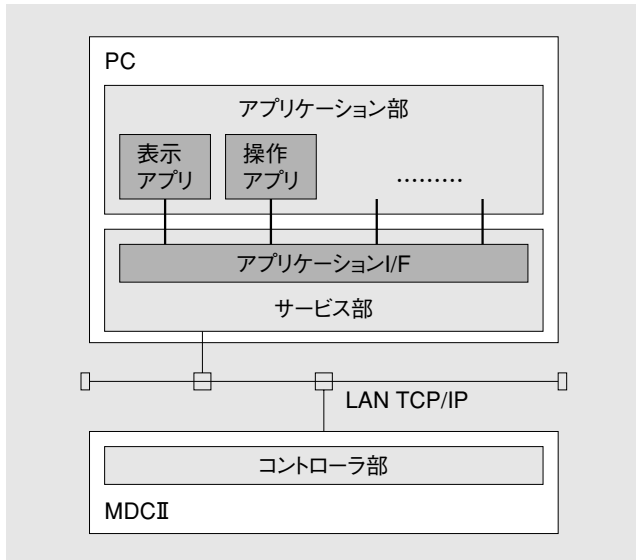 PC
アプリケーション部
表示
アプリ
操作
アプリ
………
アプリケーションI/F
サービス部
LAN TCP/IP
コントローラ部
MDCⅡ